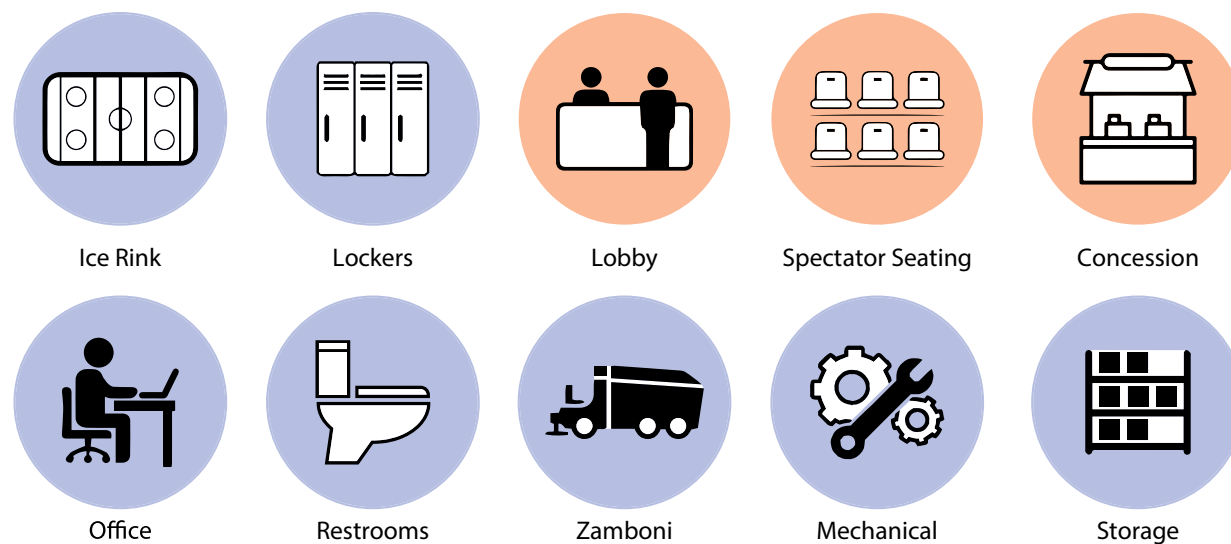 Ice Rink
Lockers
Lobby
Spectator Seating
Concession
Office
Restrooms
Zamboni
Mechanical
Storage